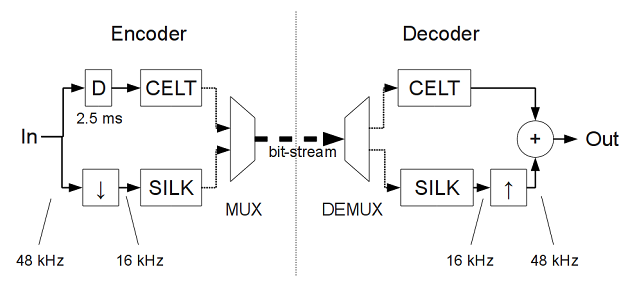 Encoder
Decoder
D
CELT
CELT
2.5 ms
In
+
Out
bit-stream
↓
SILK
SILK
↑
MUX
DEMUX
48 kHz
16 kHz
16 kHz
48 kHz